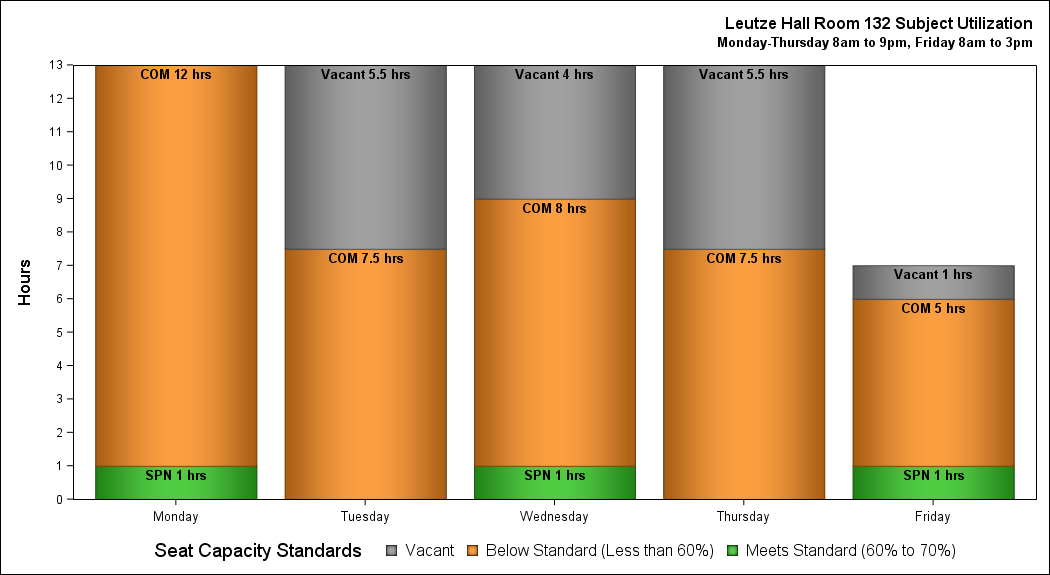 Leutze Hall Room 132 Subject Utilization
Monday-Thursday 8am to 9pm, Friday 8am to 3pm
Hours
13
12
11
10
9
8
7
6
5
4
3
2
1
0
COM 12 hrs
SPN 1 hrs
Vacant 5.5 hrs
COM 7.5 hrs
Vacant 4 hrs
COM 8 hrs
SPN 1 hrs
Vacant 5.5 hrs
COM 7.5 hrs
Vacant 1 hrs
COM 5 hrs
SPN 1 hrs
Monday Tuesday Wednesday Thursday Friday
Seat Capacity Standards Vacant Below Standard (Less than 60%) Meets Standard (60% to 70%)